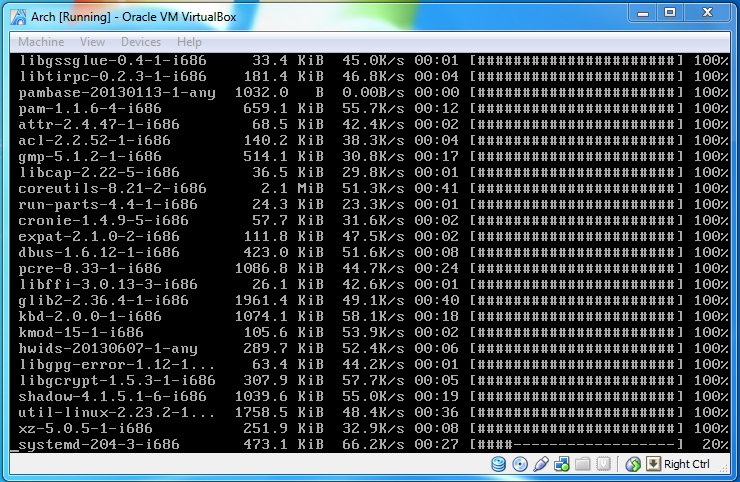 Arch [Running] - Oracle VM VirtualBox
Machine View Devices Help
libgssglue-0.4-1-i686 33.4 KiB 45.0K/s 00:01 [######################] 100%
libtirpc-0.2.3-1-i686 181.4 KiB 46.8K/s 00:04 [######################] 100%
pambase-20130113-1-any 1032.0 B 0.00B/s 00:00 [######################] 100%
pam-1.1.6-4-i686 659.1 KiB 55.7K/s 00:12 [######################] 100%
attr-2.4.47-1-i686 68.5 KiB 42.4K/s 00:02 [######################] 100%
acl-2.2.52-1-i686 140.2 KiB 38.3K/s 00:04 [######################] 100%
gmp-5.1.2-1-i686 514.1 KiB 30.8K/s 00:17 [######################] 100%
libcap-2.22-5-i686 36.5 KiB 29.8K/s 00:01 [######################] 100%
coreutils-8.21-2-i686 2.1 MiB 51.3K/s 00:41 [######################] 100%
run-parts-4.4-1-i686 24.3 KiB 23.3K/s 00:01 [######################] 100%
cronie-1.4.9-5-i686 57.7 KiB 31.6K/s 00:02 [######################] 100%
expat-2.1.0-2-i686 111.8 KiB 47.5K/s 00:02 [######################] 100%
dbus-1.6.12-1-i686 423.0 KiB 51.6K/s 00:08 [######################] 100%
pcre-8.33-1-i686 1086.8 KiB 44.7K/s 00:24 [######################] 100%
libffi-3.0.13-3-i686 26.1 KiB 42.6K/s 00:01 [######################] 100%
glib2-2.36.4-1-i686 1961.4 KiB 49.1K/s 00:40 [######################] 100%
kbd-2.0.0-1-i686 1074.1 KiB 58.1K/s 00:18 [######################] 100%
kmod-15-1-i686 105.6 KiB 53.9K/s 00:02 [######################] 100%
hwids-20130607-1-any 289.7 KiB 52.4K/s 00:06 [######################] 100%
libgpg-error-1.12-1... 63.4 KiB 44.2K/s 00:01 [######################] 100%
libgcrypt-1.5.3-1-i686 307.9 KiB 57.7K/s 00:05 [######################] 100%
shadow-4.1.5.1-6-i686 1039.6 KiB 55.0K/s 00:19 [######################] 100%
util-linux-2.23.2-1... 1758.5 KiB 48.4K/s 00:36 [######################] 100%
xz-5.0.5-1-i686 251.9 KiB 32.9K/s 00:08 [######################] 100%
_systemd-204-3-i686 473.1 KiB 66.2K/s 00:27 [####------------------] 20%
Right Ctrl